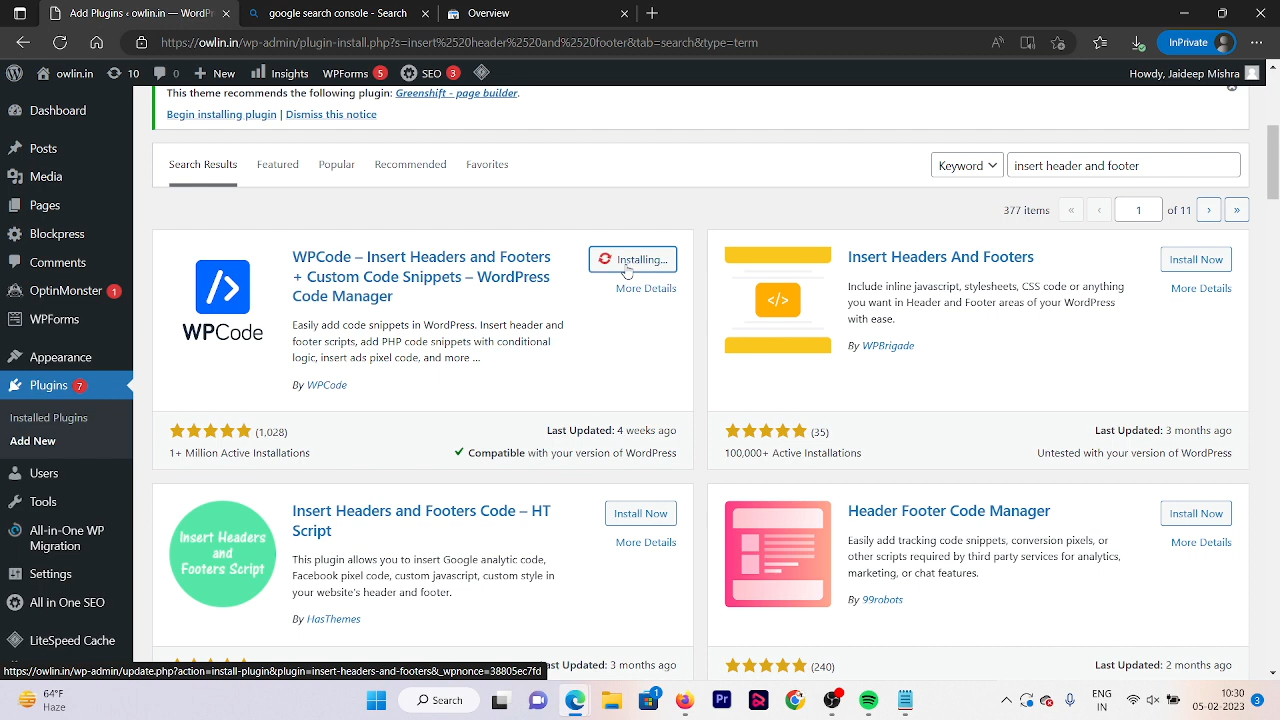 Add Plugins < owlin.in — W
google search console - Search
Overview
https://owlin.in/wp-admin/plugin-install.php?s=insert%2520header%2520and%2520footer&tab=search&type=term
InPrivate
owlin.in
10
0
New
Insights
WPForms 5
SEO 3
Howdy, Jaideep Mishra
Dashboard
Posts
Media
Pages
Blockpress
Comments
OptinMonster 1
WPForms
Appearance
Plugins 7
Installed Plugins
Add New
Users
Tools
All-in-One WP
Migration
Settings
All in One SEO
LiteSpeed Cache
This theme recommends the following plugin: Greenshift - page builder.
Begin installing plugin | Dismiss this notice
Search Results
Featured
Popular
Recommended
Favorites
Keyword
insert header and footer
377 items « ‹ 1 of 11 › »
WPCode
WPCode – Insert Headers and Footers
+ Custom Code Snippets – WordPress
Code Manager
Installing...
More Details
Easily add code snippets in WordPress. Insert header and
footer scripts, add PHP code snippets with conditional
logic, insert ads pixel code, and more ...
By WPCode
(1,028)
Last Updated: 4 weeks ago
1+ Million Active Installations
Compatible with your version of WordPress
Insert Headers And Footers
Install Now
More Details
Include inline javascript, stylesheets, CSS code or anything
you want in Header and Footer areas of your WordPress
with ease.
By WPBrigade
(35)
Last Updated: 3 months ago
100,000+ Active Installations
Untested with your version of WordPress
Insert Headers
and
Footers Script
Insert Headers and Footers Code – HT
Script
Install Now
More Details
This plugin allows you to insert Google analytic code,
Facebook pixel code, custom javascript, custom style in
your website's header and footer.
By HasThemes
ast Updated: 3 months ago
Header Footer Code Manager
Install Now
More Details
Easily add tracking code snippets, conversion pixels, or
other scripts required by third party services for analytics,
marketing, or chat features.
By 99robots
(240)
Last Updated: 2 months ago
https://owlin.in/wp-admin/update.php?action=install-plugin&plugin=insert-headers-and-footers&_wpnonce=38805ec7fd
64°F
Haze
Search
Pr
ENG
IN
10:30
05-02-2023
3